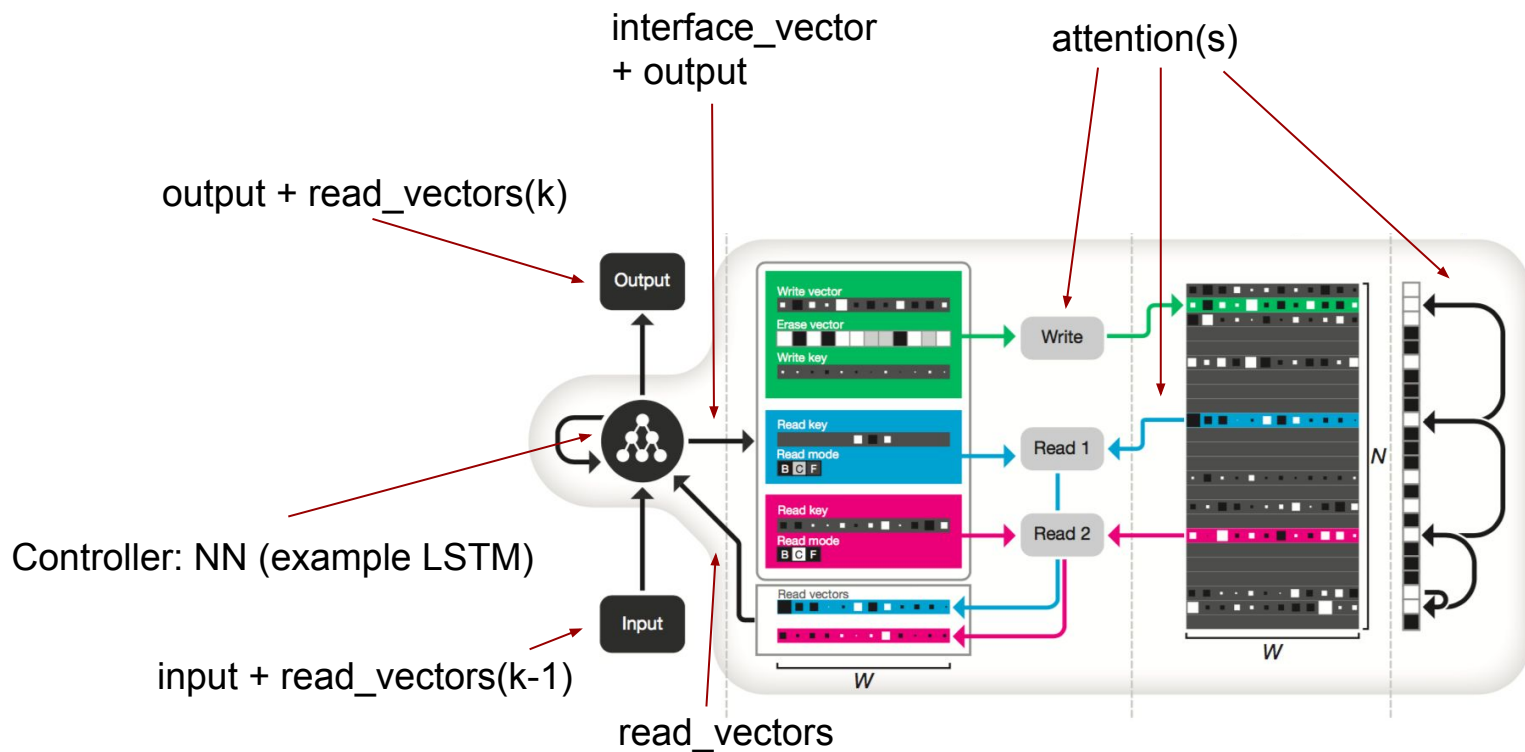 interface_vector
+ output
attention(s)
output + read_vectors(k)
Output
Write vector
Erase vector
Write key
Write
Read key
Read mode
B C F
Read 1
N
Read key
Read mode
B C F
Read 2
Controller: NN (example LSTM)
Read vectors
Input
W
W
input + read_vectors(k-1)
read_vectors